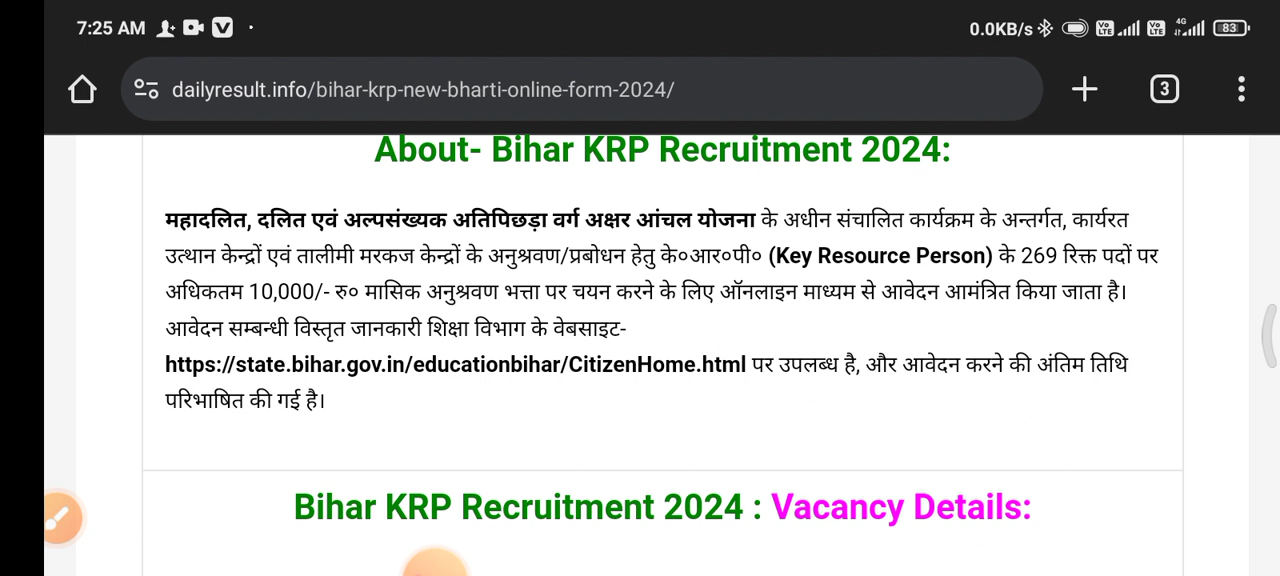 7:25 AM V 0.0KB/s Vo LTE Vo LTE 4G 83
dailyresult.info/bihar-krp-new-bharti-online-form-2024/ 3
About- Bihar KRP Recruitment 2024:
महादलित, दलित एवं अल्पसंख्यक अतिपिछड़ा वर्ग अक्षर आंचल योजना के अधीन संचालित कार्यक्रम के अन्तर्गत, कार्यरत
उत्थान केन्द्रों एवं तालीमी मरकज केन्द्रों के अनुश्रवण/प्रबोधन हेतु के०आर०पी० (Key Resource Person) के 269 रिक्त पदों पर
अधिकतम 10,000/- रु० मासिक अनुश्रवण भत्ता पर चयन करने के लिए ऑनलाइन माध्यम से आवेदन आमंत्रित किया जाता है।
आवेदन सम्बन्धी विस्तृत जानकारी शिक्षा विभाग के वेबसाइट-
https://state.bihar.gov.in/educationbihar/CitizenHome.html पर उपलब्ध है, और आवेदन करने की अंतिम तिथि
परिभाषित की गई है।
Bihar KRP Recruitment 2024 : Vacancy Details: